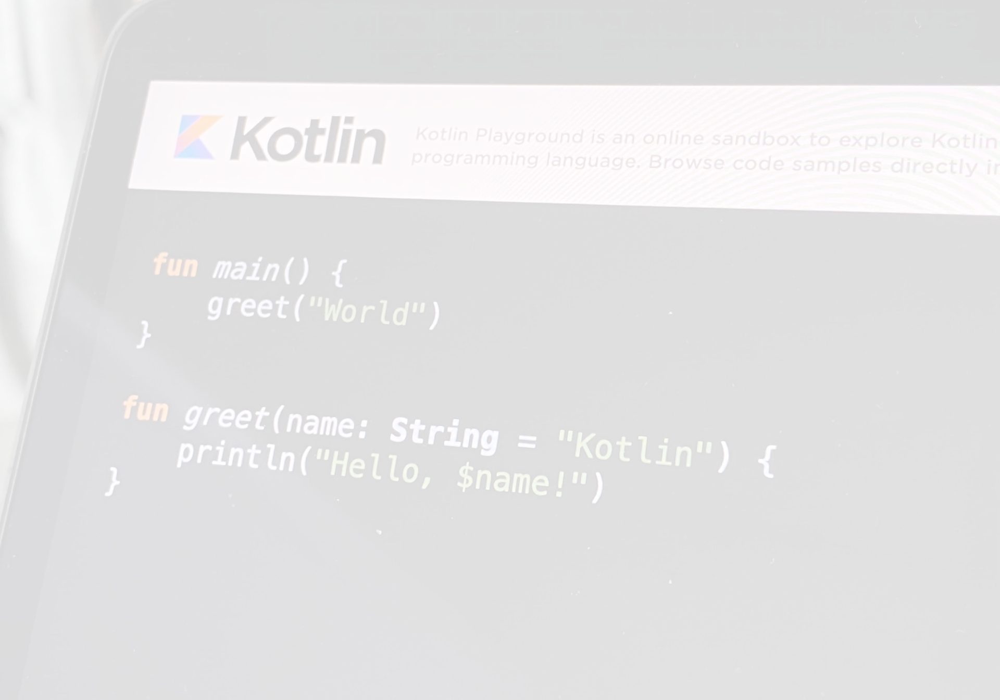 Kotlin
Kotlin Playground is an online sandbox to explore Kotlin
programming language. Browse code samples directly in
fun main() {
    greet("World")
}
fun greet(name: String = "Kotlin") {
    println("Hello, $name!")
}